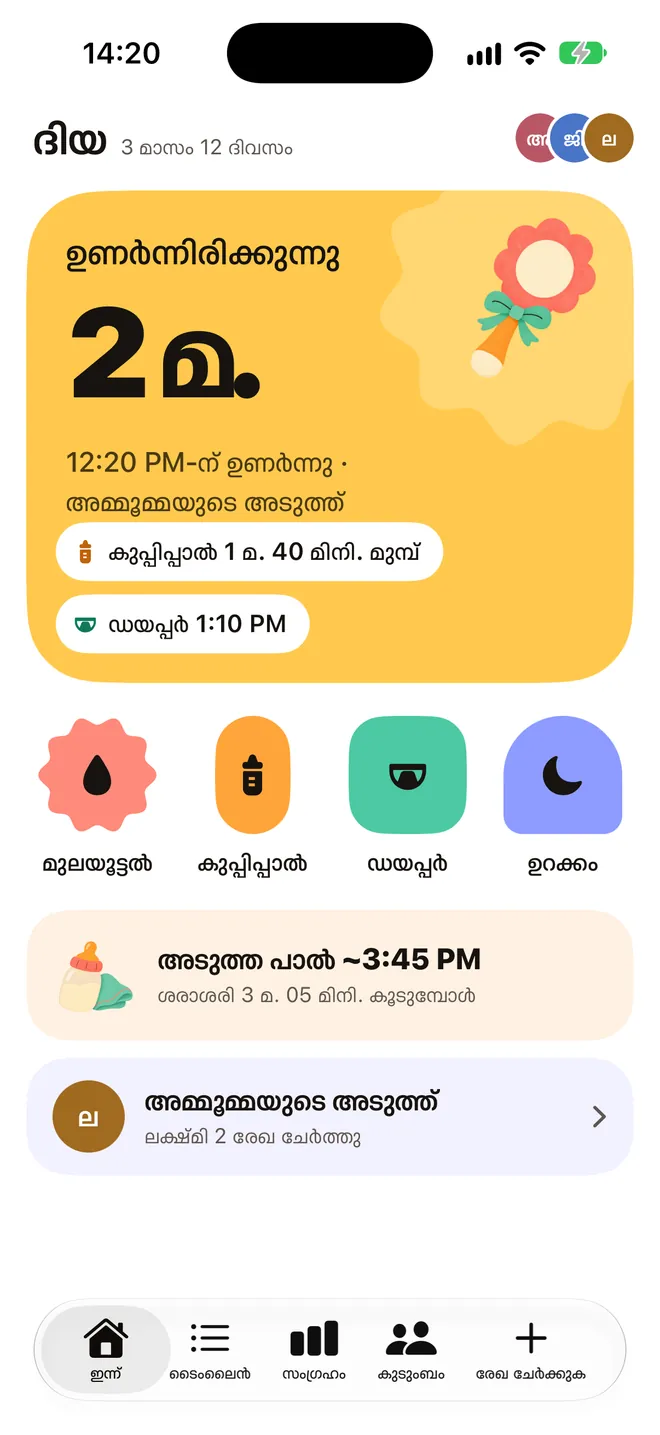 14:20
ദിയ 3 മാസം 12 ദിവസം
അ ജി ല
ഉണർന്നിരിക്കുന്നു
2 മ.
12:20 PM-ന് ഉണർന്നു ·
അമ്മൂമ്മയുടെ അടുത്ത്
കുപ്പിപ്പാൽ 1 മ. 40 മിനി. മുമ്പ്
ഡയപ്പർ 1:10 PM
മുലയൂട്ടൽ കുപ്പിപ്പാൽ ഡയപ്പർ ഉറക്കം
അടുത്ത പാൽ ~3:45 PM
ശരാശരി 3 മ. 05 മിനി. കൂടുമ്പോൾ
ല
അമ്മൂമ്മയുടെ അടുത്ത്
ലക്ഷ്മി 2 രേഖ ചേർത്തു
ഇന്ന് ടൈംലൈൻ സംഗ്രഹം കുടുംബം രേഖ ചേർക്കുക